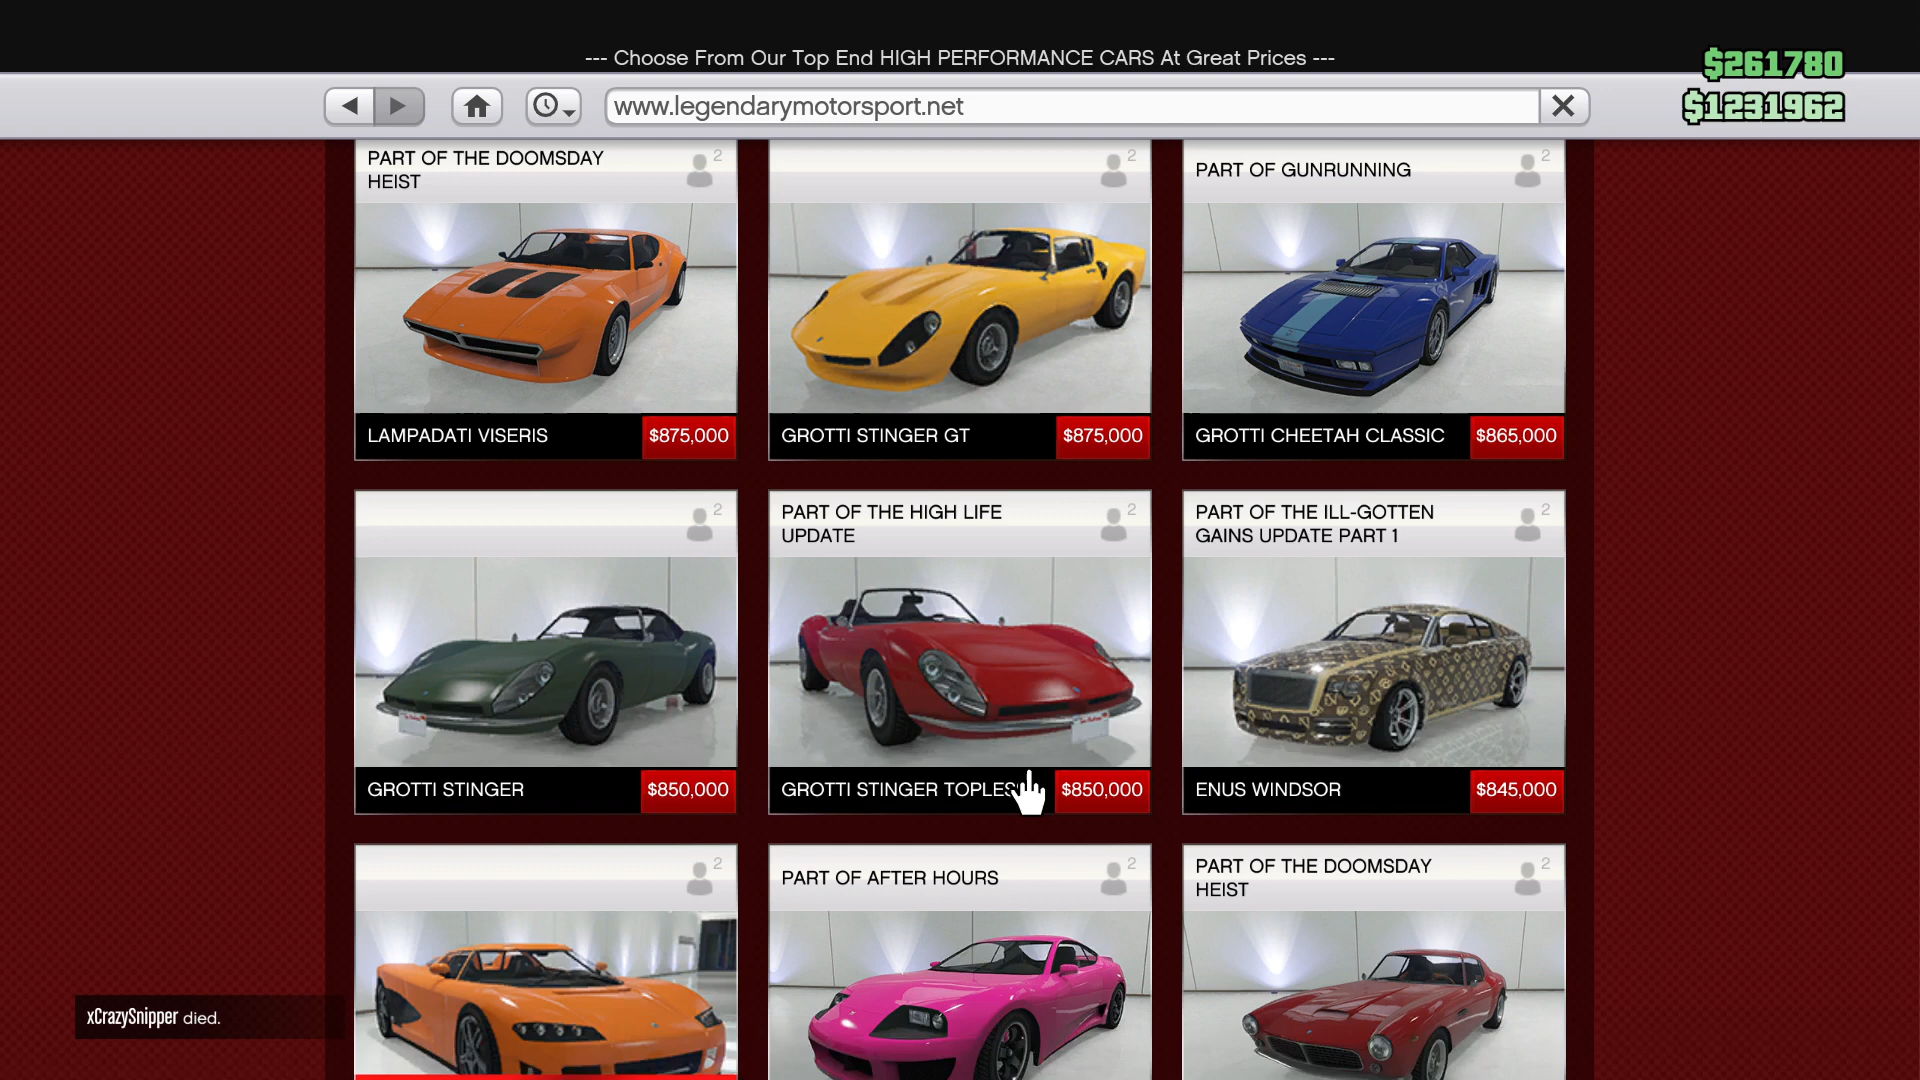 --- Choose From Our Top End HIGH PERFORMANCE CARS At Great Prices ---
$261780
www.legendarymotorsport.net
$1231962
PART OF THE DOOMSDAY
HEIST
2
2
PART OF GUNRUNNING
2
LAMPADATI VISERIS
$875,000
GROTTI STINGER GT
$875,000
GROTTI CHEETAH CLASSIC
$865,000
2
PART OF THE HIGH LIFE
UPDATE
2
PART OF THE ILL-GOTTEN
GAINS UPDATE PART 1
2
GROTTI STINGER
$850,000
GROTTI STINGER TOPLES
$850,000
ENUS WINDSOR
$845,000
2
PART OF AFTER HOURS
2
PART OF THE DOOMSDAY
HEIST
2
xCrazySnipper died.